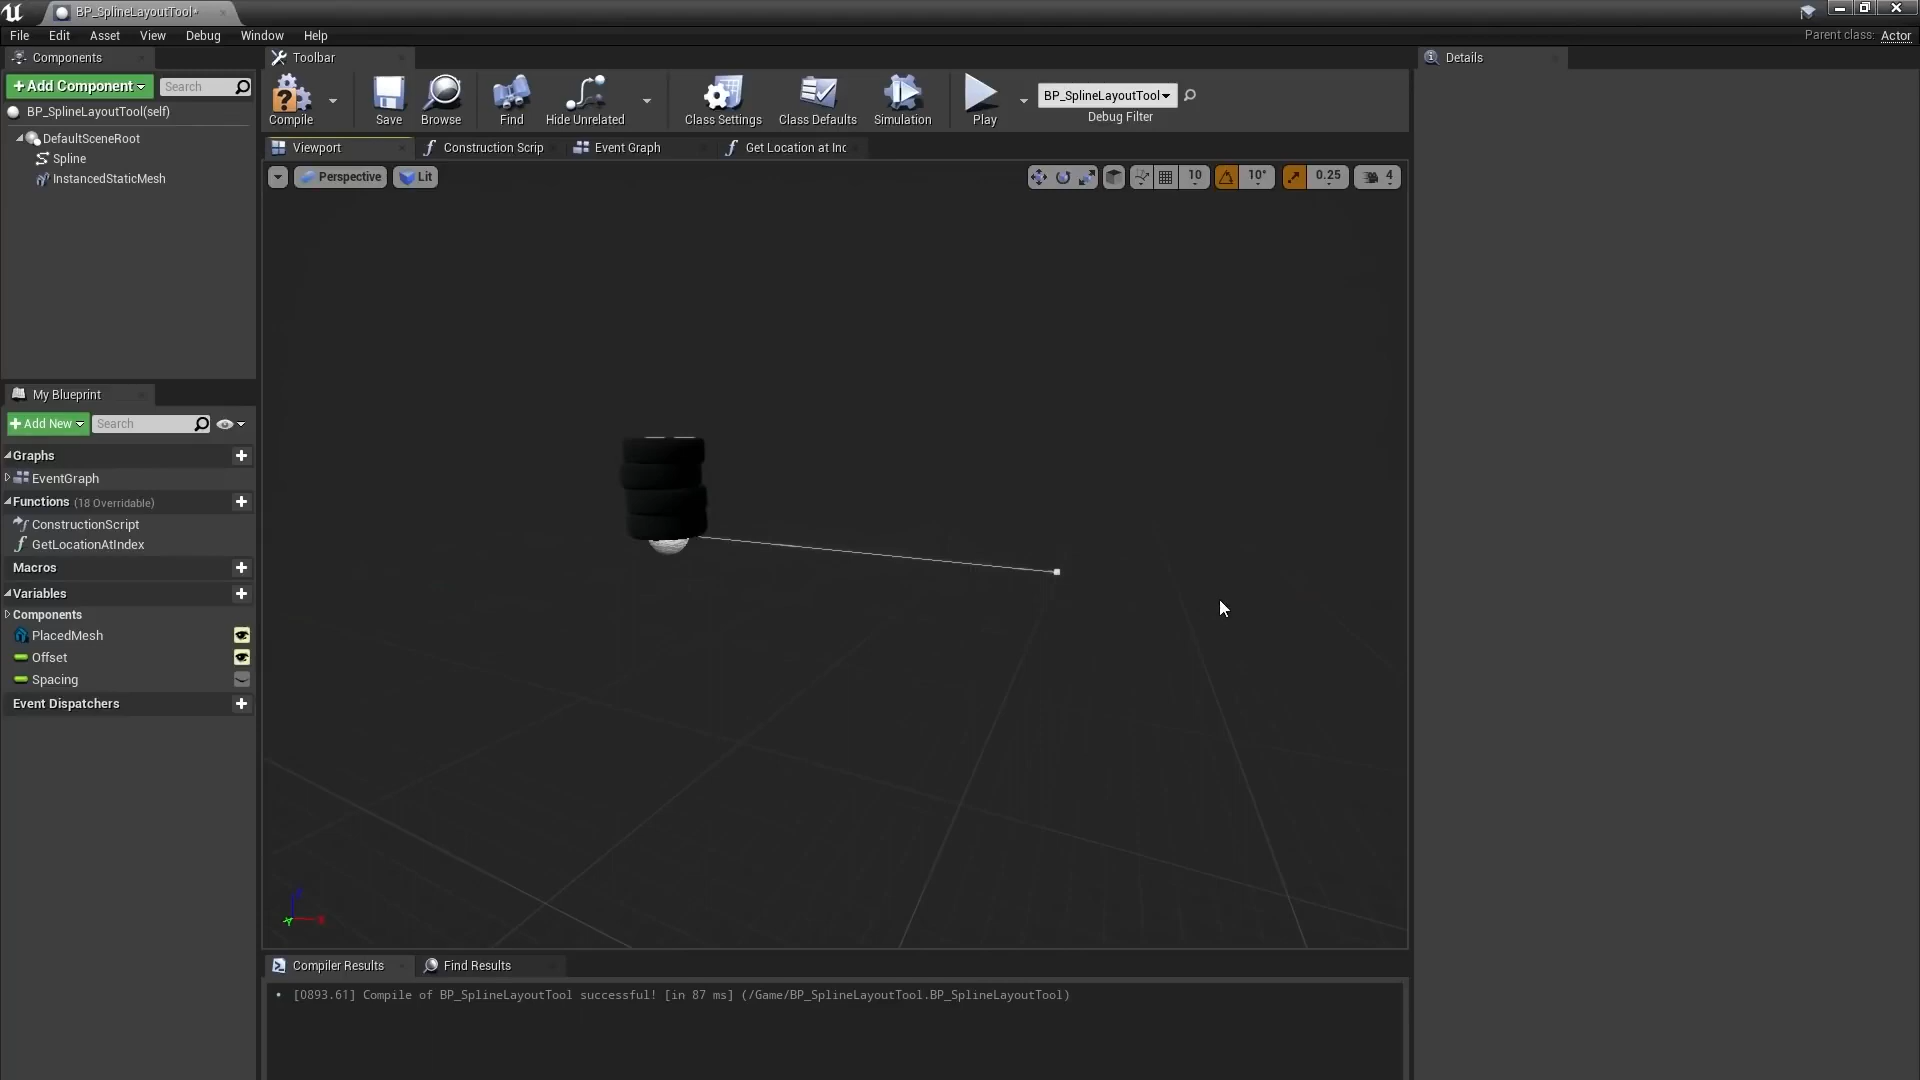 BP_SplineLayoutTool*
File Edit Asset View Debug Window Help
Parent class: Actor
Components
+Add Component
Search
BP_SplineLayoutTool(self)
DefaultSceneRoot
Spline
InstancedStaticMesh
My Blueprint
+Add New
Search
Graphs
EventGraph
Functions (18 Overridable)
ConstructionScript
GetLocationAtIndex
Macros
Variables
Components
PlacedMesh
Offset
Spacing
Event Dispatchers
Toolbar
Compile
Save
Browse
Find
Hide Unrelated
Class Settings
Class Defaults
Simulation
Play
BP_SplineLayoutTool
Debug Filter
Viewport
Construction Scrip
Event Graph
Get Location at Inc
Perspective
Lit
10
10°
0.25
4
Compiler Results
Find Results
[0893.61] Compile of BP_SplineLayoutTool successful! [in 87 ms] (/Game/BP_SplineLayoutTool.BP_SplineLayoutTool)
Details